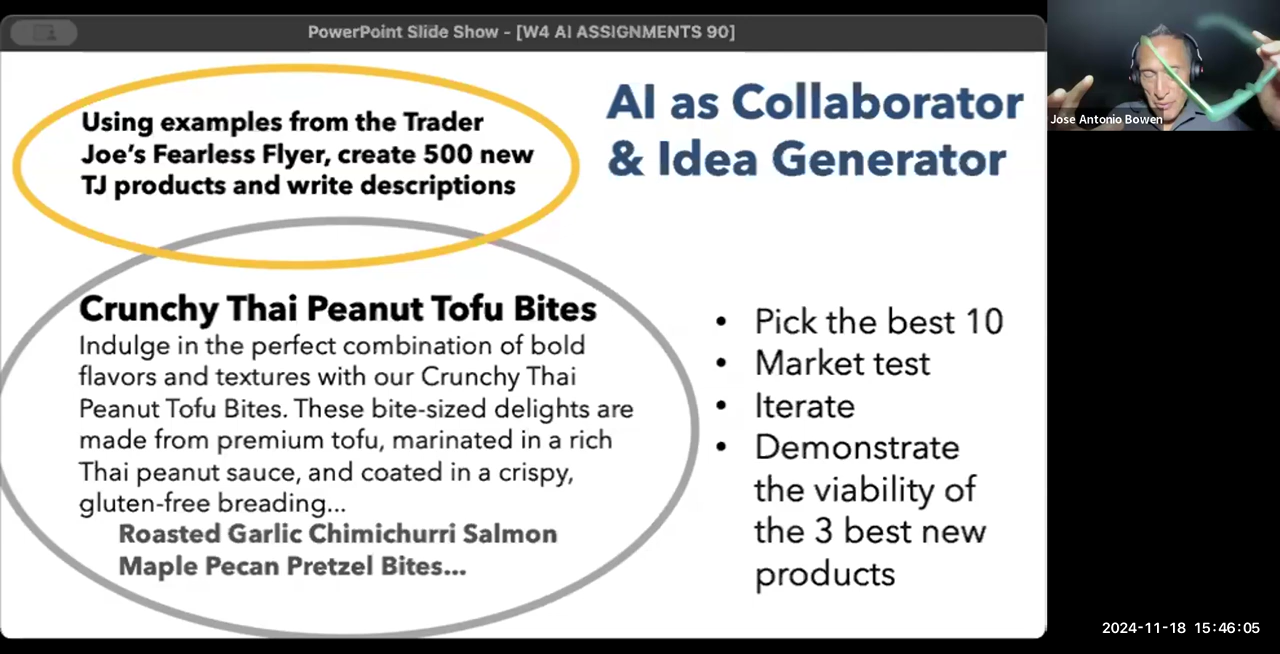 PowerPoint Slide Show - [W4 AI ASSIGNMENTS 90]
Using examples from the Trader
Joe’s Fearless Flyer, create 500 new
TJ products and write descriptions
AI as Collaborator
& Idea Generator
Crunchy Thai Peanut Tofu Bites
Indulge in the perfect combination of bold
flavors and textures with our Crunchy Thai
Peanut Tofu Bites. These bite-sized delights are
made from premium tofu, marinated in a rich
Thai peanut sauce, and coated in a crispy,
gluten-free breading...
Roasted Garlic Chimichurri Salmon
Maple Pecan Pretzel Bites...
• Pick the best 10
• Market test
• Iterate
• Demonstrate
the viability of
the 3 best new
products
Jose Antonio Bowen
2024-11-18 15:46:05